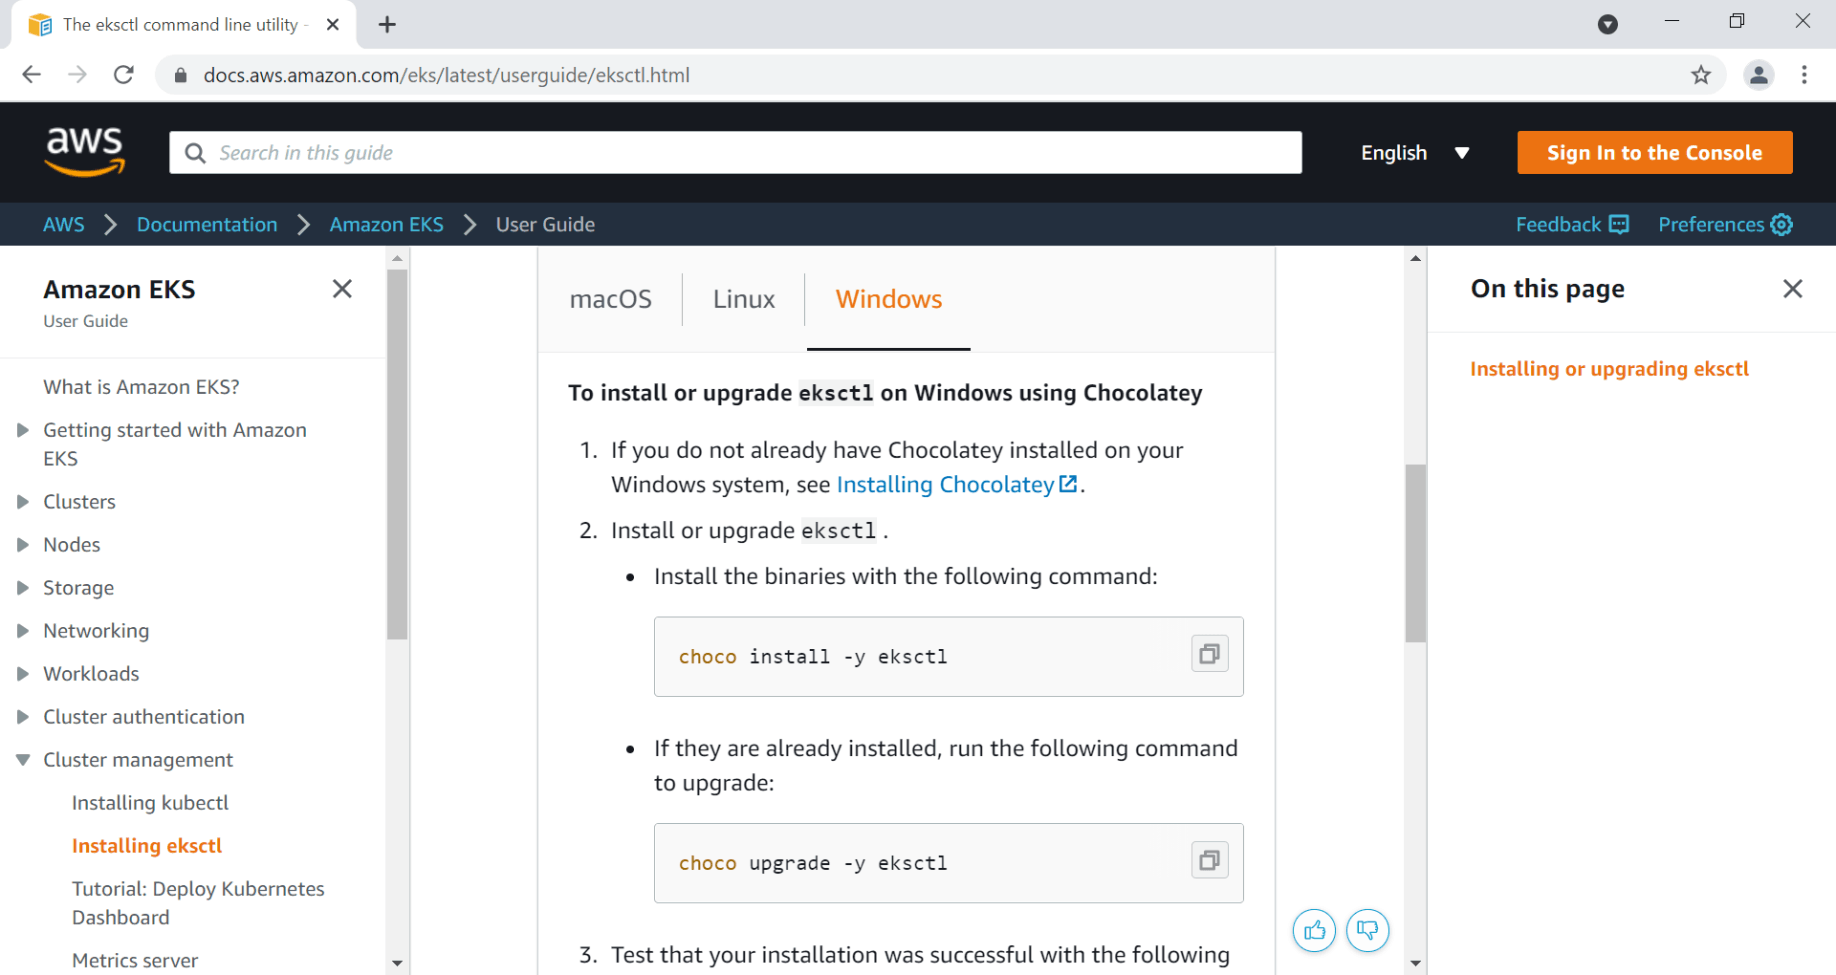 The eksctl command line utility -
docs.aws.amazon.com/eks/latest/userguide/eksctl.html
aws
Search in this guide
English
Sign In to the Console
AWS
Documentation
Amazon EKS
User Guide
Feedback
Preferences
Amazon EKS
User Guide
What is Amazon EKS?
Getting started with Amazon
EKS
Clusters
Nodes
Storage
Networking
Workloads
Cluster authentication
Cluster management
Installing kubectl
Installing eksctl
Tutorial: Deploy Kubernetes
Dashboard
Metrics server
macOS
Linux
Windows
To install or upgrade eksctl on Windows using Chocolatey
1. If you do not already have Chocolatey installed on your
Windows system, see Installing Chocolatey.
2. Install or upgrade eksctl .
• Install the binaries with the following command:
choco install -y eksctl
• If they are already installed, run the following command
to upgrade:
choco upgrade -y eksctl
3. Test that your installation was successful with the following
On this page
Installing or upgrading eksctl